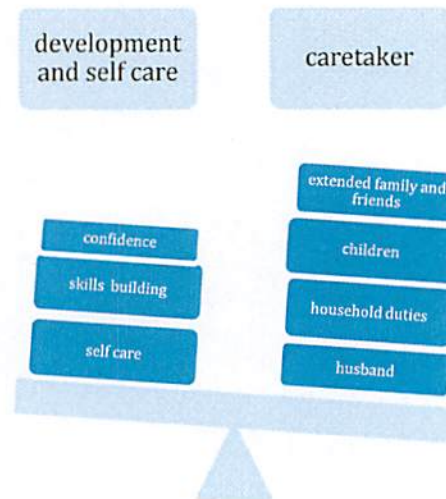 development
and self care
caretaker
confidence
skills building
self care
extended family and
friends
children
household duties
husband